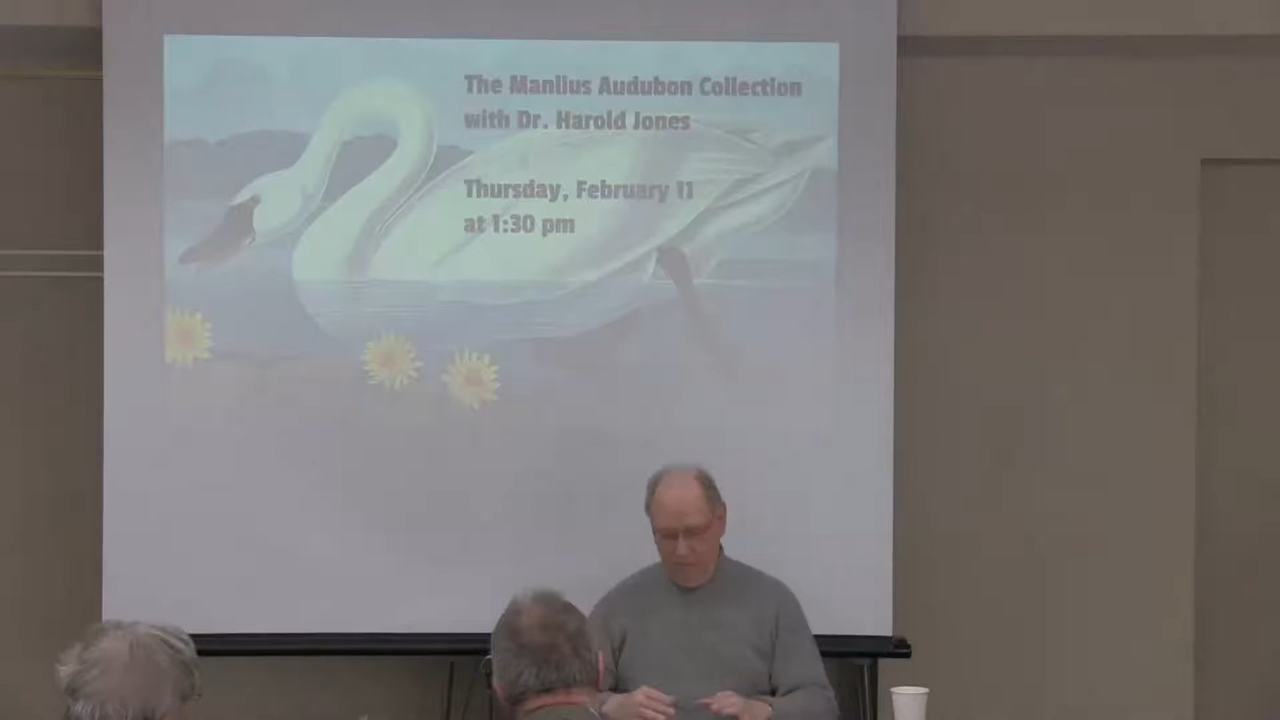 The Manlius Audubon Collection
with Dr. Harold Jones
Thursday, February 11
at 1:30 pm